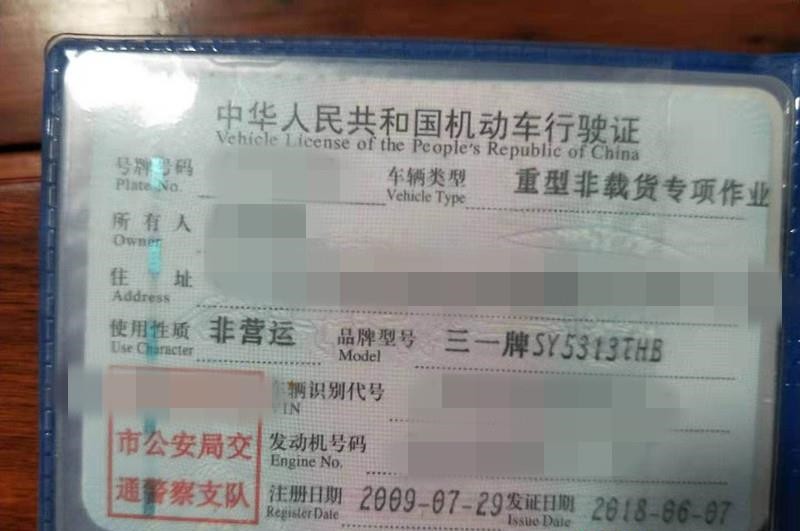 中华人民共和国机动车行驶证
Vehicle License of the People's Republic of China
号牌号码 车辆类型 重型非载货专项作业
Plate No. Vehicle Type
所有人
Owner
住址
Address
使用性质 非营运 品牌型号 三一牌SY5313THB
Use Character Model
车辆识别代号
VIN
市公安局交 发动机号码
Engine No.
通警察支队 注册日期 2009-07-29 发证日期 2018-06-07
Register Date Issue Date